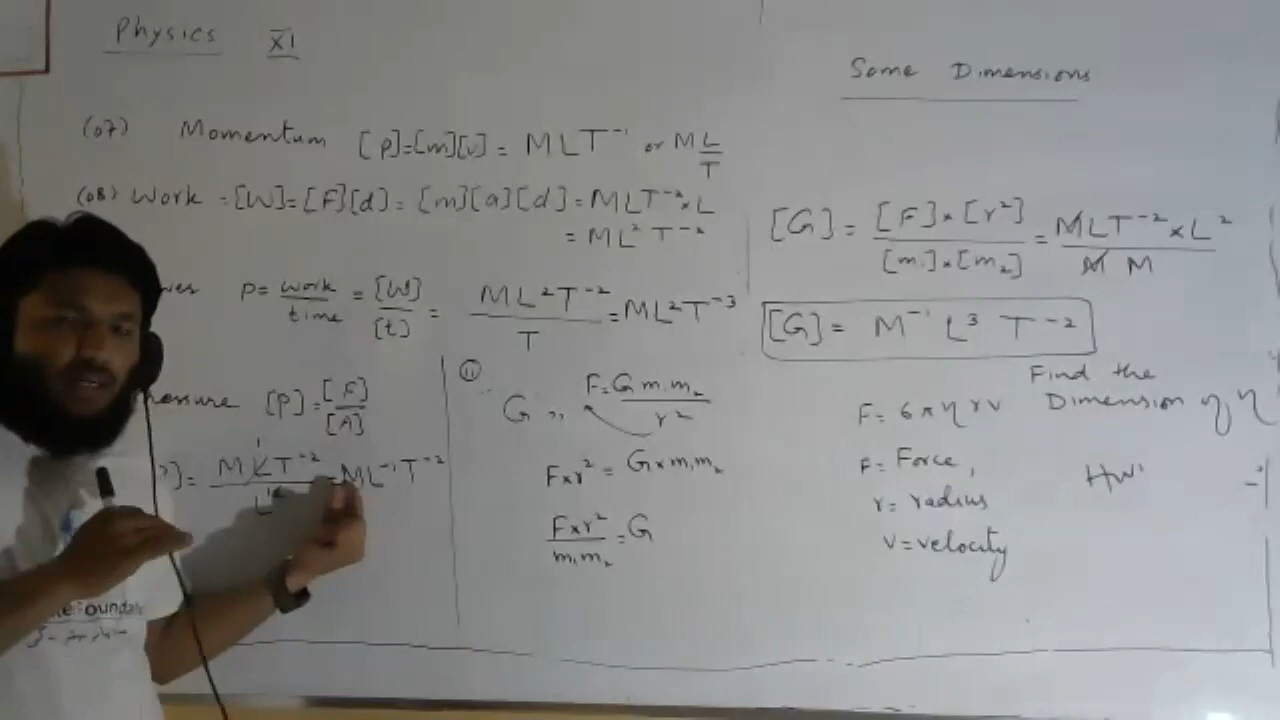 Physics XI
Some Dimensions
(07) Momentum [p]=[m][v] = MLT⁻¹ or ML/T
(08) Work = [W]=[F][d] = [m][a][d] = MLT⁻²×L
= ML²T⁻²
P = work/time = [W]/[t] = ML²T⁻²/T = ML²T⁻³
[P] = [F]/[A]
= MLT⁻²/L² = ML⁻¹T⁻²
(11)
G ,, F = G m₁m₂/r²
F×r² = G×m₁m₂
F×r²/m₁m₂ = G
[G] = [F]×[r²]/[m₁]×[m₂] = MLT⁻²×L²/M M
[G] = M⁻¹ L³ T⁻²
Find the
F = 6πηrv Dimension of η
F = Force,
HW
r = radius
v = velocity